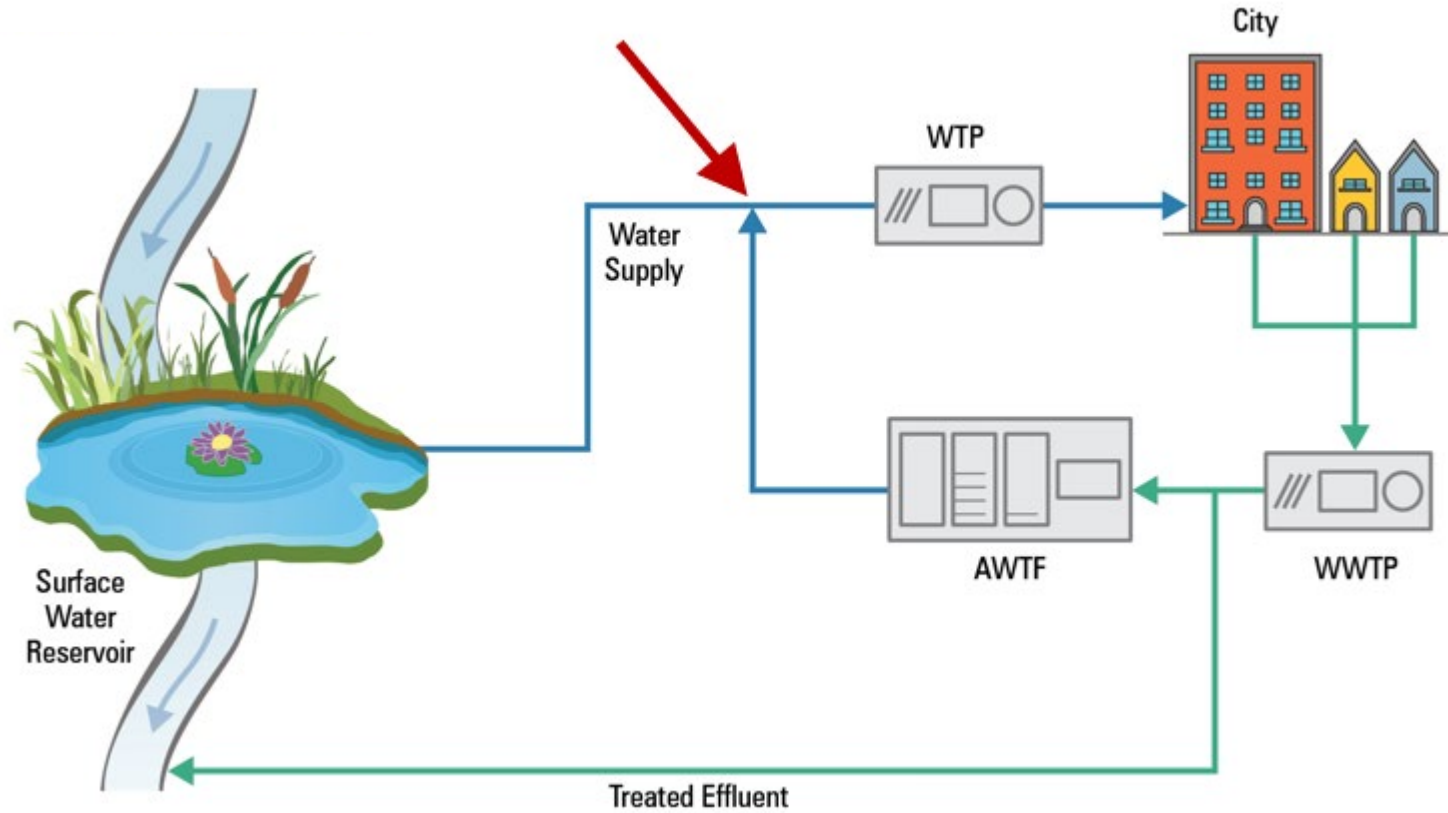 City
WTP
Water
Supply
AWTF
WWTP
Surface
Water
Reservoir
Treated Effluent